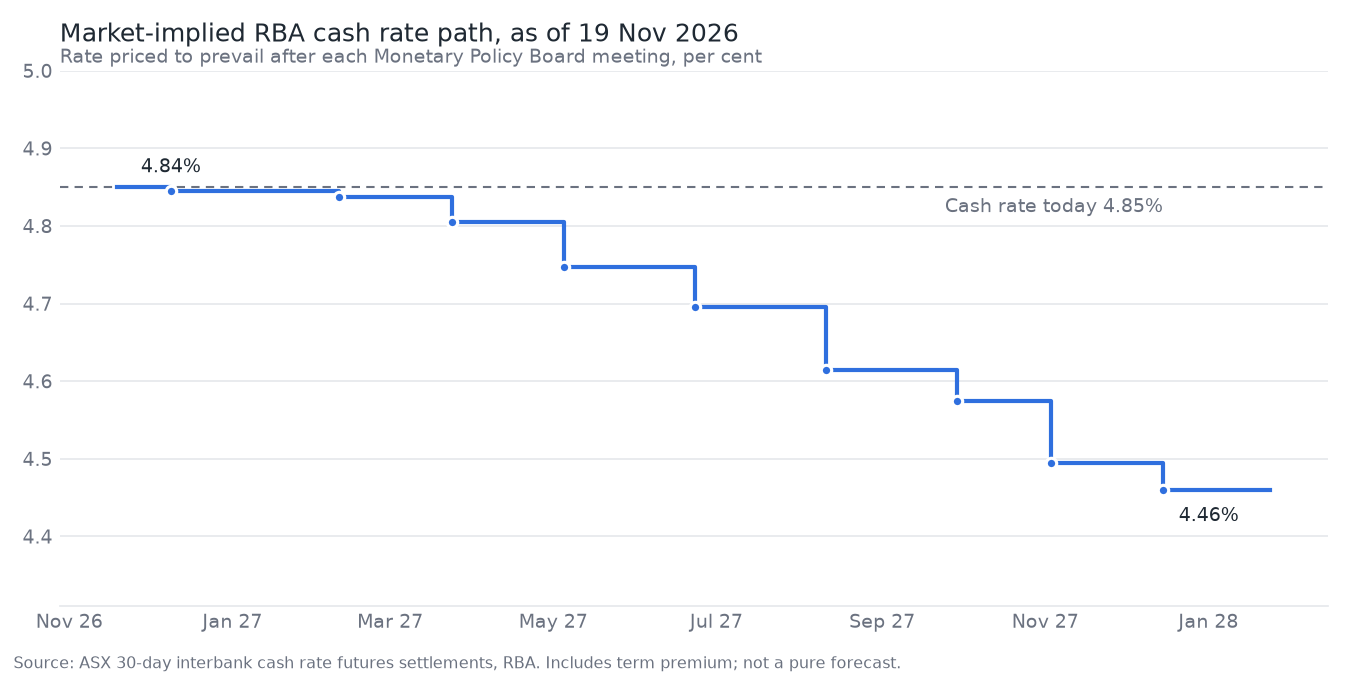 Market-implied RBA cash rate path, as of 19 Nov 2026
Rate priced to prevail after each Monetary Policy Board meeting, per cent
5.0
4.9
4.84%
Cash rate today 4.85%
4.8
4.7
4.6
4.5
4.46%
4.4
Nov 26 Jan 27 Mar 27 May 27 Jul 27 Sep 27 Nov 27 Jan 28
Source: ASX 30-day interbank cash rate futures settlements, RBA. Includes term premium; not a pure forecast.